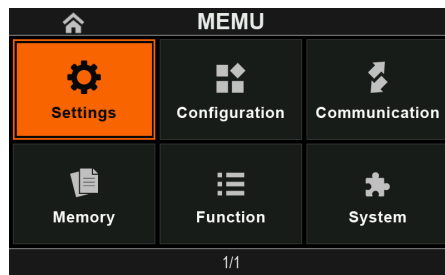 MEMU
Settings
Configuration
Communication
Memory
Function
System
1/1